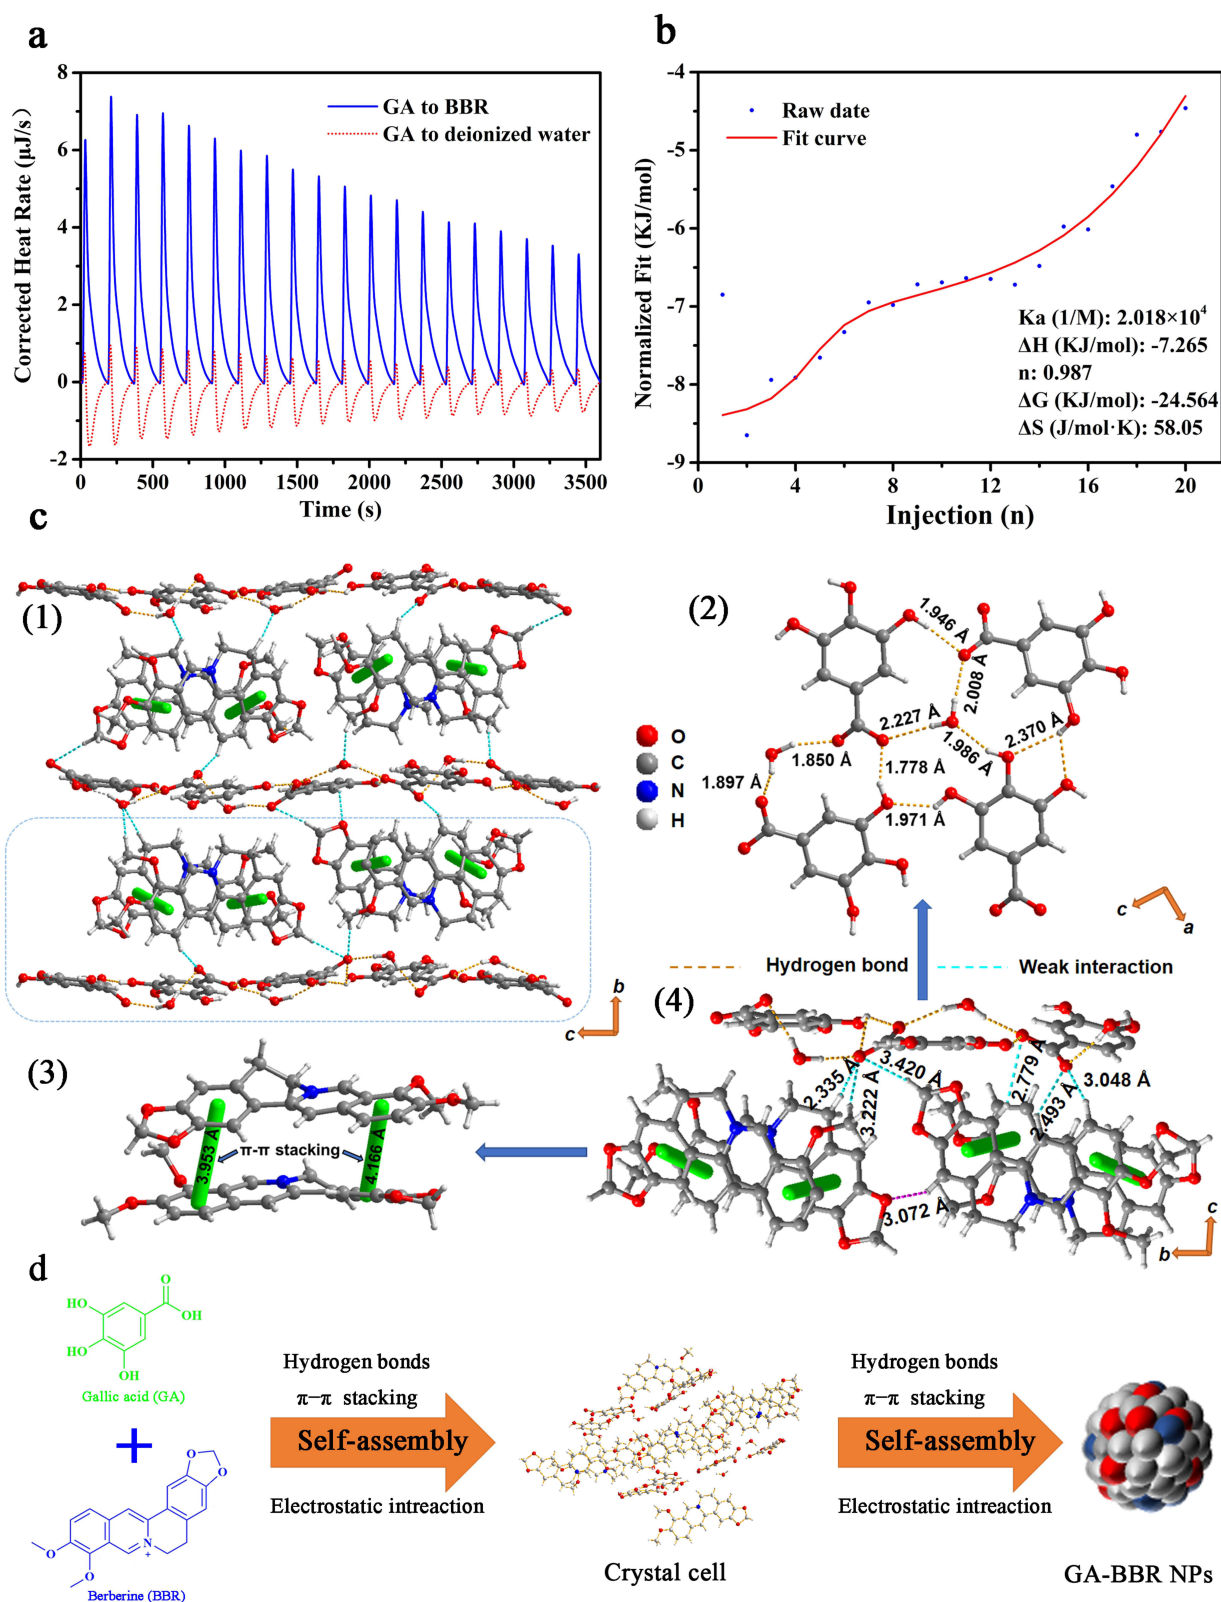 a
8
6
4
2
0
-2
Corrected Heat Rate (μJ/s)
GA to BBR
GA to deionized water
0
500
1000
1500
2000
2500
3000
3500
Time (s)
b
-4
-5
-6
-7
-8
-9
Normalized Fit (KJ/mol)
Raw date
Fit curve
Ka (1/M): 2.018×10⁴
ΔH (KJ/mol): -7.265
n: 0.987
ΔG (KJ/mol): -24.564
ΔS (J/mol·K): 58.05
0
4
8
12
16
20
Injection (n)
c
(1)
b
c
(2)
1.946 Å
2.008 Å
2.227 Å
2.370 Å
1.986 Å
1.850 Å
1.778 Å
1.897 Å
1.971 Å
O
C
N
H
c
a
Hydrogen bond
Weak interaction
(3)
3.953 Å
π-π stacking
4.166 Å
(4)
2.335 Å
3.222 Å
3.420 Å
2.779 Å
2.493 Å
3.048 Å
3.072 Å
c
b
d
O
HO
OH
HO
OH
Gallic acid (GA)
+
O
O
N
+
O
O
Berberine (BBR)
Hydrogen bonds
π−π stacking
Self-assembly
Electrostatic intreaction
Crystal cell
Hydrogen bonds
π−π stacking
Self-assembly
Electrostatic intreaction
GA-BBR NPs